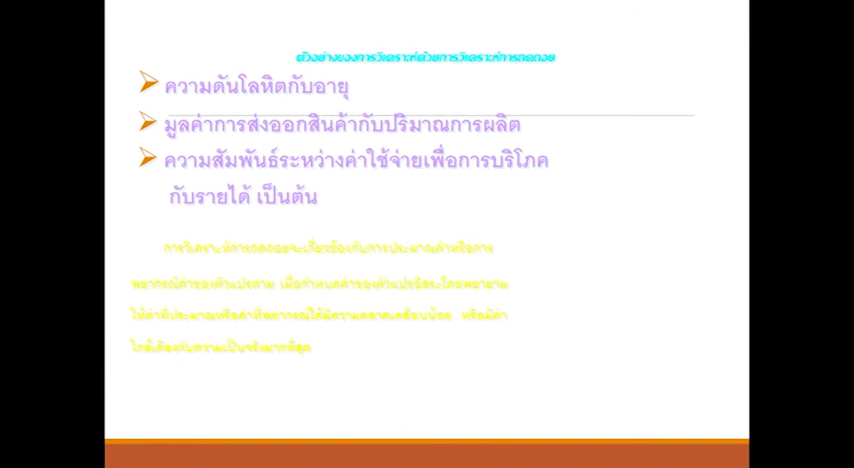 ตัวอย่างของการวิเคราะห์ด้วยการวิเคราะห์การถดถอย
ความดันโลหิตกับอายุ
มูลค่าการส่งออกสินค้ากับปริมาณการผลิต
ความสัมพันธ์ระหว่างค่าใช้จ่ายเพื่อการบริโภค
กับรายได้ เป็นต้น
การวิเคราะห์การถดถอยจะเกี่ยวข้องกับการประมาณค่าหรือการ
พยากรณ์ค่าของตัวแปรตาม เมื่อกำหนดค่าของตัวแปรอิสระโดยพยายาม
ให้ค่าที่ประมาณหรือค่าที่พยากรณ์ได้มีความคลาดเคลื่อนน้อย หรือมีค่า
ใกล้เคียงกับความเป็นจริงมากที่สุด